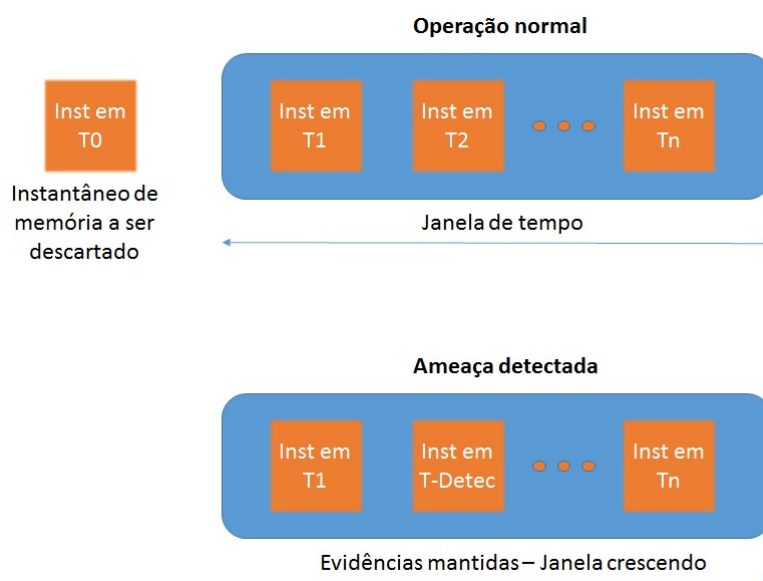 Operação normal
Inst em
T0
Inst em
T1
Inst em
T2
Inst em
Tn
Instantâneo de
memória a ser
descartado
Janela de tempo
Ameaça detectada
Inst em
T1
Inst em
T-Detec
Inst em
Tn
Evidências mantidas – Janela crescendo